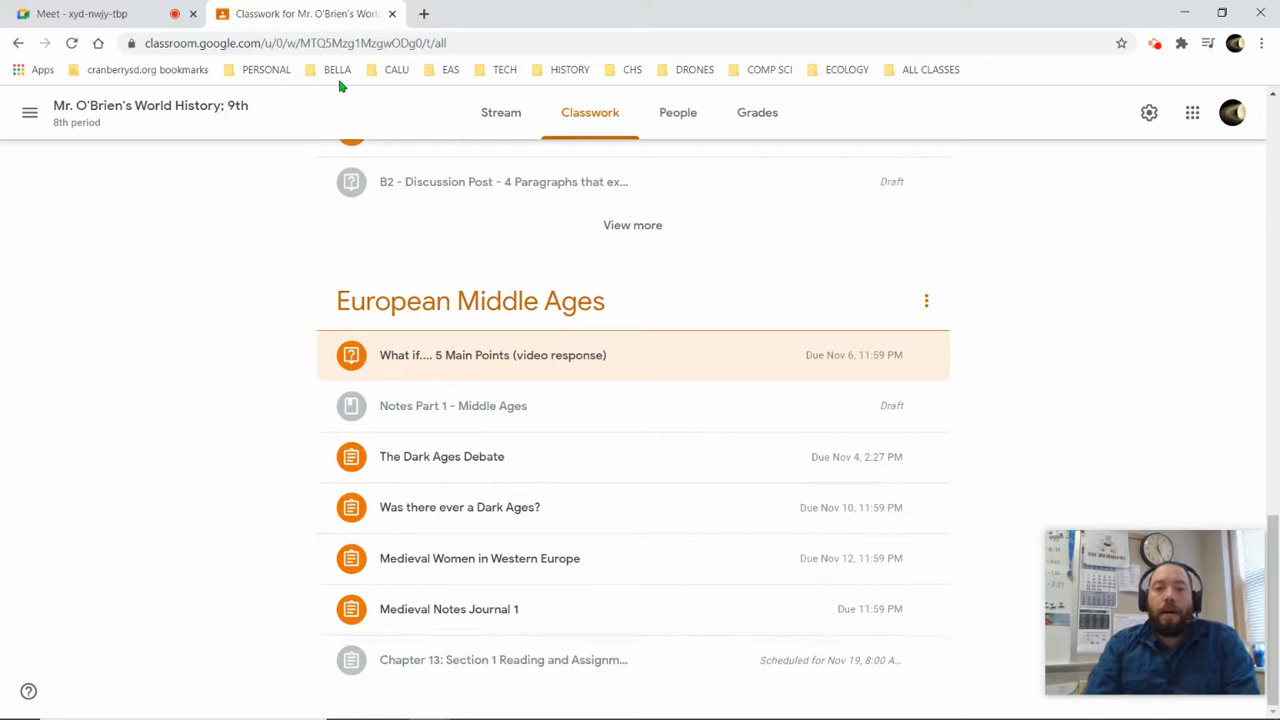 Meet - xyd-nwjy-tbp
Classwork for Mr. O'Brien's World
classroom.google.com/u/0/w/MTQ5Mzg1MzgwODg0/t/all
Apps
cranberrysd.org bookmarks
PERSONAL
BELLA
CALU
EAS
TECH
HISTORY
CHS
DRONES
COMP SCI
ECOLOGY
ALL CLASSES
Mr. O'Brien's World History; 9th
8th period
Stream
Classwork
People
Grades
B2 - Discussion Post - 4 Paragraphs that ex...
Draft
View more
European Middle Ages
What if.... 5 Main Points (video response)
Due Nov 6, 11:59 PM
Notes Part 1 - Middle Ages
Draft
The Dark Ages Debate
Due Nov 4, 2:27 PM
Was there ever a Dark Ages?
Due Nov 10, 11:59 PM
Medieval Women in Western Europe
Due Nov 12, 11:59 PM
Medieval Notes Journal 1
Due 11:59 PM
Chapter 13: Section 1 Reading and Assignm...
Scheduled for Nov 19, 8:00 A...